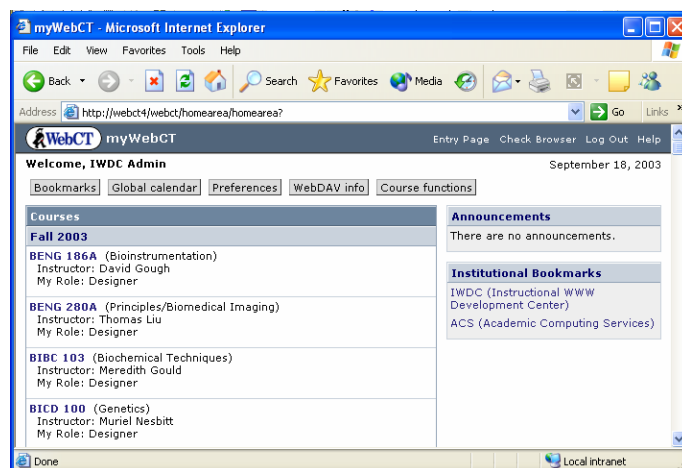 myWebCT - Microsoft Internet Explorer
File Edit View Favorites Tools Help
Back Search Favorites Media
Address http://webct4/webct/homearea/homearea? Go Links »
WebCT myWebCT Entry Page Check Browser Log Out Help
Welcome, IWDC Admin September 18, 2003
Bookmarks Global calendar Preferences WebDAV info Course functions
Courses
Fall 2003
BENG 186A (Bioinstrumentation)
Instructor: David Gough
My Role: Designer
BENG 280A (Principles/Biomedical Imaging)
Instructor: Thomas Liu
My Role: Designer
BIBC 103 (Biochemical Techniques)
Instructor: Meredith Gould
My Role: Designer
BICD 100 (Genetics)
Instructor: Muriel Nesbitt
My Role: Designer
Announcements
There are no announcements.
Institutional Bookmarks
IWDC (Instructional WWW
Development Center)
ACS (Academic Computing Services)
Done Local intranet